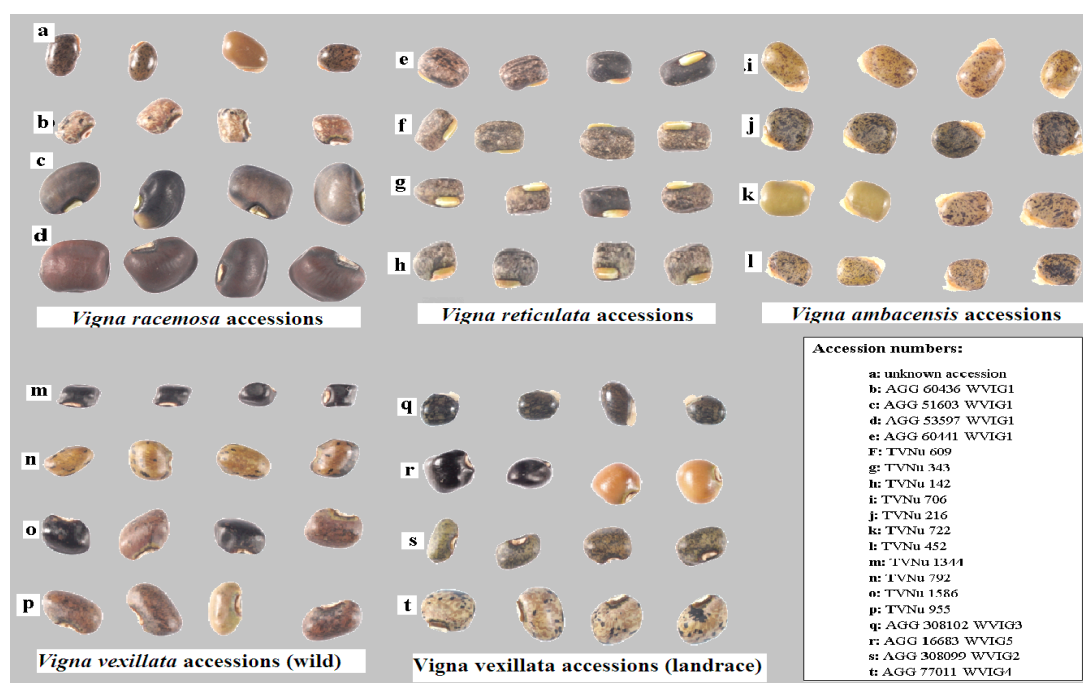 a
b
c
d
Vigna racemosa accessions
e
f
g
h
Vigna reticulata accessions
.i
j
k
l
Vigna ambacensis accessions
m
n
o
p
Vigna vexillata accessions (wild)
q
r
s
t
Vigna vexillata accessions (landrace)
Accession numbers:
a: unknown accession
b: AGG 60436 WVIG1
c: AGG 51603 WVIG1
d: AGG 53597 WVIG1
e: AGG 60441 WVIG1
F: TVNu 609
g: TVNu 343
h: TVNu 142
i: TVNu 706
j: TVNu 216
k: TVNu 722
l: TVNu 452
m: TVNu 1344
n: TVNu 792
o: TVNu 1586
p: TVNu 955
q: AGG 308102 WVIG3
r: AGG 16683 WVIG5
s: AGG 308099 WVIG2
t: AGG 77011 WVIG4